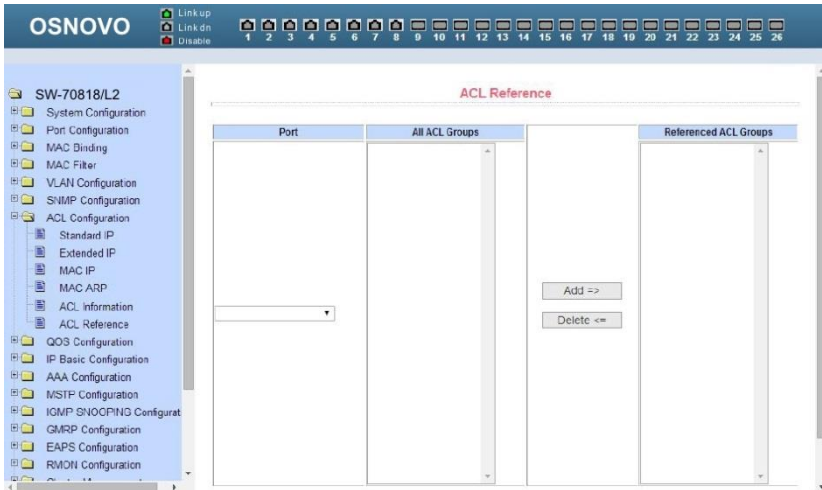 OSNOVO
Link up
Link dn
Disable
1 2 3 4 5 6 7 8 9 10 11 12 13 14 15 16 17 18 19 20 21 22 23 24 25 26
SW-70818/L2
System Configuration
Port Configuration
MAC Binding
MAC Filter
VLAN Configuration
SNMP Configuration
ACL Configuration
Standard IP
Extended IP
MAC IP
MAC ARP
ACL Information
ACL Reference
QOS Configuration
IP Basic Configuration
AAA Configuration
MSTP Configuration
IGMP SNOOPING Configurat
GMRP Configuration
EAPS Configuration
RMON Configuration
ACL Reference
Port
All ACL Groups
Referenced ACL Groups
Add =>
Delete <=